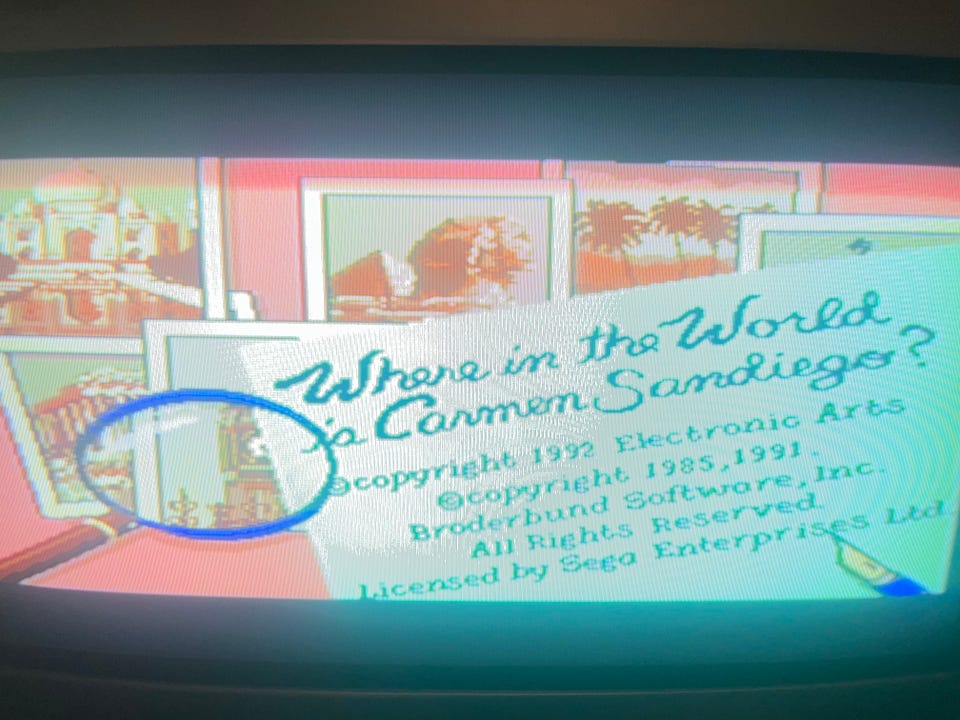 Where in the World
is Carmen Sandiego?
©copyright 1992 Electronic Arts
©copyright 1985,1991.
Broderbund Software, Inc.
All Rights Reserved.
Licensed by Sega Enterprises Ltd.